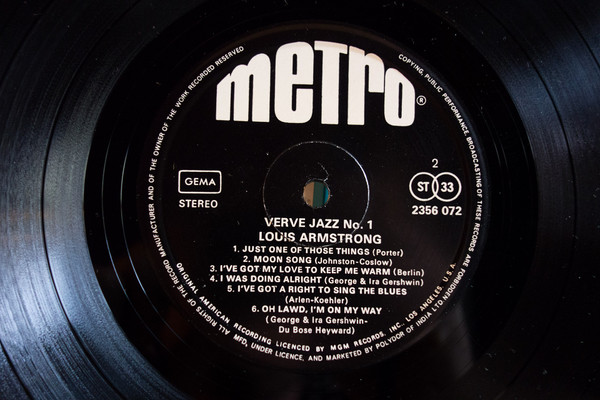 metro®
ALL RIGHTS OF THE RECORD MANUFACTURER AND OF THE OWNER OF THE WORK RECORDED RESERVED
COPYING, PUBLIC PERFORMANCE, BROADCASTING OF THESE RECORDS ARE FORBIDDEN
GEMA
STEREO
2
ST 33
2356 072
VERVE JAZZ No. 1
LOUIS ARMSTRONG
1. JUST ONE OF THOSE THINGS (Porter)
2. MOON SONG (Johnston-Coslow)
3. I'VE GOT MY LOVE TO KEEP ME WARM (Berlin)
4. I WAS DOING ALRIGHT (George & Ira Gershwin)
5. I'VE GOT A RIGHT TO SING THE BLUES
(Arlen-Koehler)
6. OH LAWD, I'M ON MY WAY
(George & Ira Gershwin-
Du Bose Heyward)
ORIGINAL AMERICAN RECORDING LICENCED BY MGM RECORDS, INC., LOS ANGELES, U.S.A.
MFD, UNDER LICENCE, AND MARKETED BY POLYDOR OF INDIA LTD